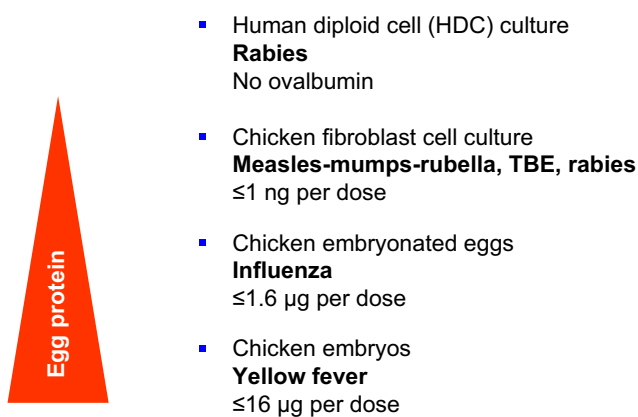 Human diploid cell (HDC) culture
Rabies
No ovalbumin
Chicken fibroblast cell culture
Measles-mumps-rubella, TBE, rabies
≤1 ng per dose
Chicken embryonated eggs
Influenza
≤1.6 µg per dose
Chicken embryos
Yellow fever
≤16 µg per dose
Egg protein